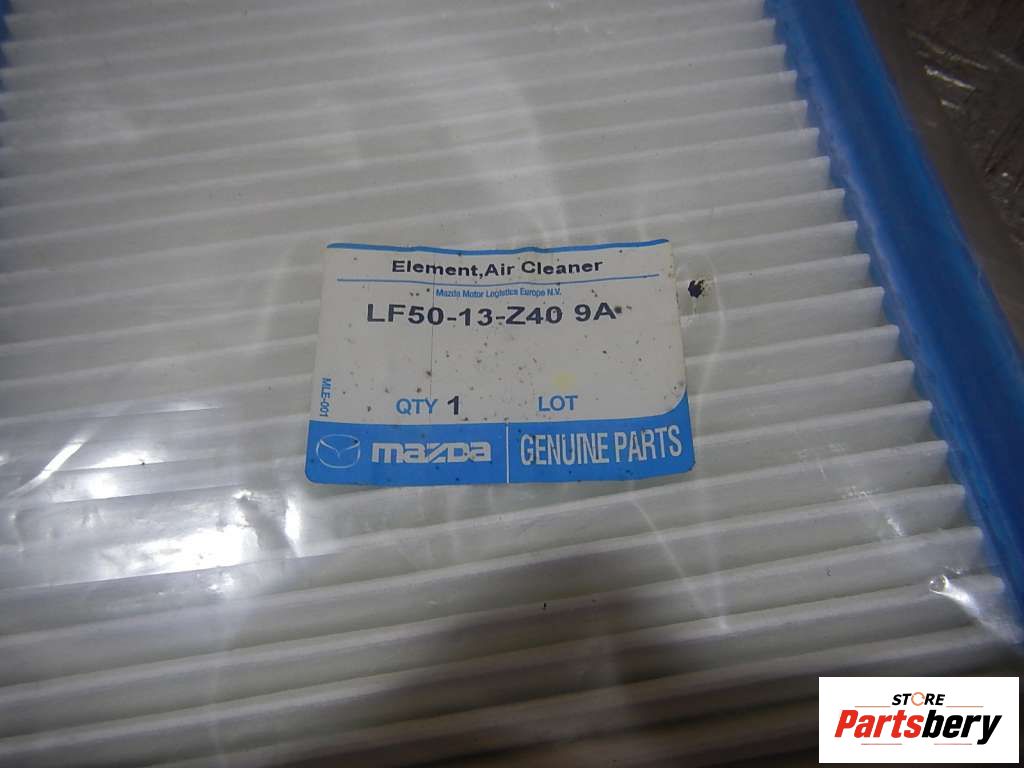 Element,Air Cleaner
Mazda Motor Logistics Europe N.V.
LF50-13-Z40 9A
MLE-001
QTY 1 LOT
mazda GENUINE PARTS
STORE
Partsbery